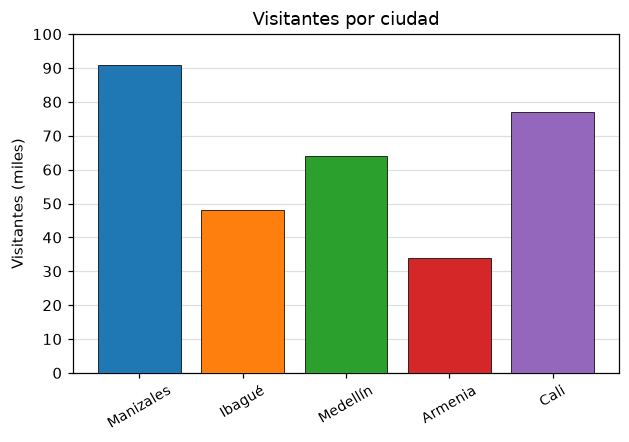 Visitantes por ciudad
Visitantes (miles)
100
90
80
70
60
50
40
30
20
10
0
Manizales
Ibagué
Medellín
Armenia
Cali